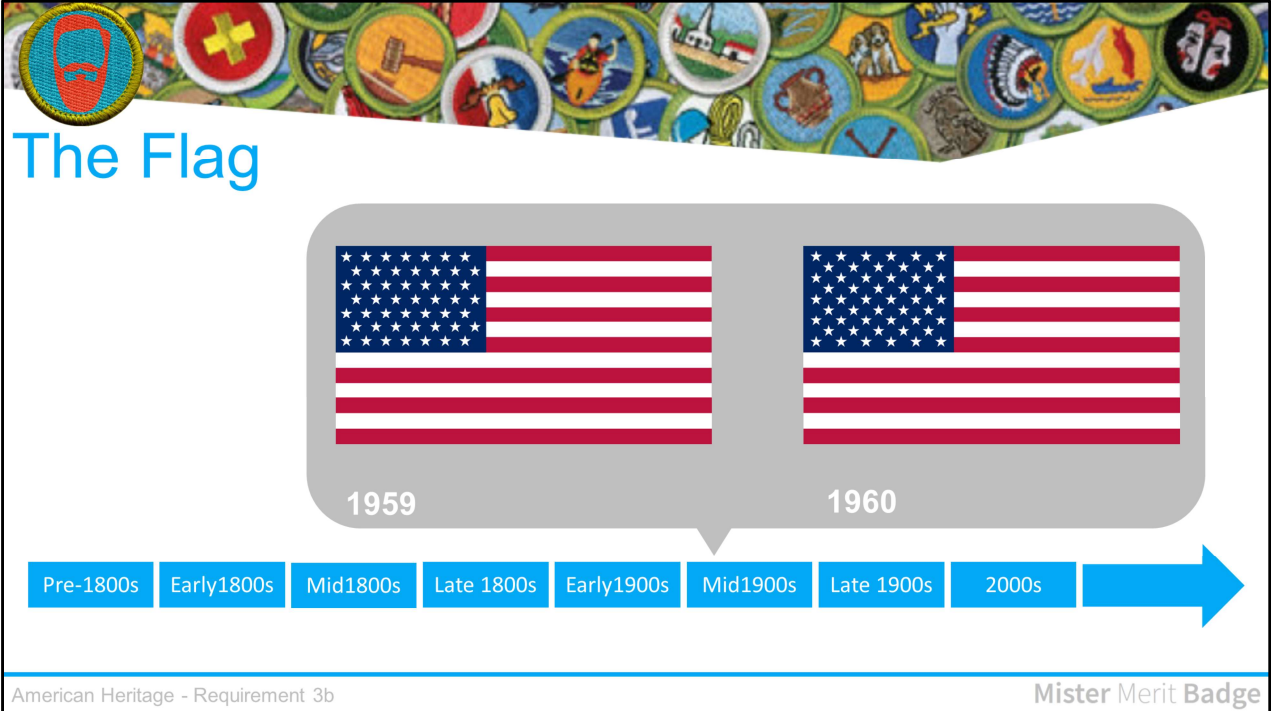 The Flag
1959
1960
Pre-1800s
Early1800s
Mid1800s
Late 1800s
Early1900s
Mid1900s
Late 1900s
2000s
American Heritage - Requirement 3b
Mister Merit Badge